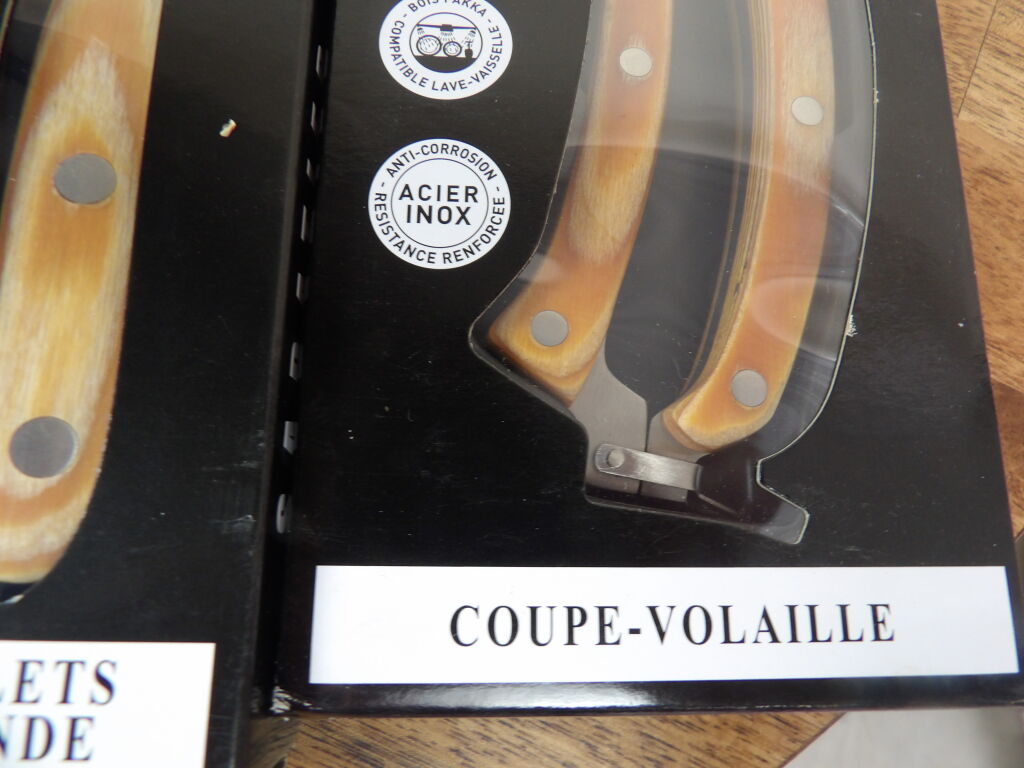 - BOIS PAKKA -
COMPATIBLE LAVE-VAISSELLE
- ANTI-CORROSION -
ACIER
INOX
RESISTANCE RENFORCEE
COUPE-VOLAILLE
LETS
NDE